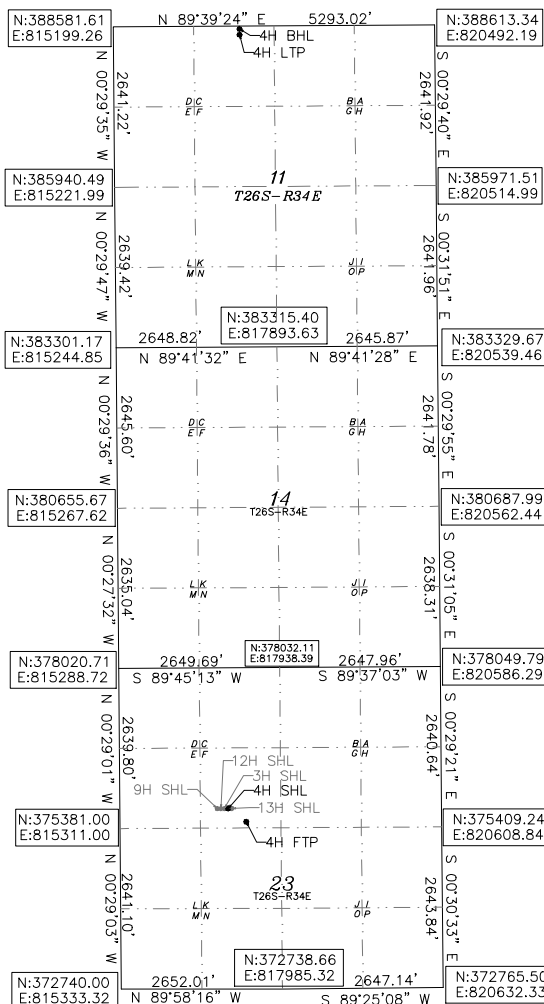 N:388581.61
E:815199.26
N 89°39'24" E 5293.02'
N:388613.34
E:820492.19
4H BHL
4H LTP
N 00°29'35" W
2641.22'
D C
E F
B A
G H
2641.92'
S 00°29'40" E
N:385940.49
E:815221.99
11
T26S-R34E
N:385971.51
E:820514.99
N 00°29'47" W
2639.42'
L K
M N
J I
O P
2641.96'
S 00°31'51" E
N:383315.40
E:817893.63
N:383301.17
E:815244.85
2648.82'
2645.87'
N 89°41'32" E
N 89°41'28" E
N:383329.67
E:820539.46
N 00°29'36" W
2645.60'
D C
E F
B A
G H
2641.78'
S 00°29'55" E
N:380655.67
E:815267.62
14
T26S-R34E
N:380687.99
E:820562.44
N 00°27'32" W
2635.04'
L K
M N
J I
O P
2638.31'
S 00°31'05" E
N:378032.11
E:817938.39
N:378020.71
E:815288.72
2649.69'
2647.96'
S 89°45'13" W
S 89°37'03" W
N:378049.79
E:820586.29
N 00°29'01" W
2639.80'
D C
E F
B A
G H
2640.64'
S 00°29'21" E
12H SHL
3H SHL
9H SHL
4H SHL
13H SHL
N:375381.00
E:815311.00
4H FTP
N:375409.24
E:820608.84
23
T26S-R34E
N 00°29'03" W
2641.10'
L K
M N
J I
O P
2643.84'
S 00°30'33" E
N:372738.66
E:817985.32
N:372740.00
E:815333.32
2652.01'
2647.14'
N 89°58'16" W
S 89°25'08" W
N:372765.50
E:820632.33